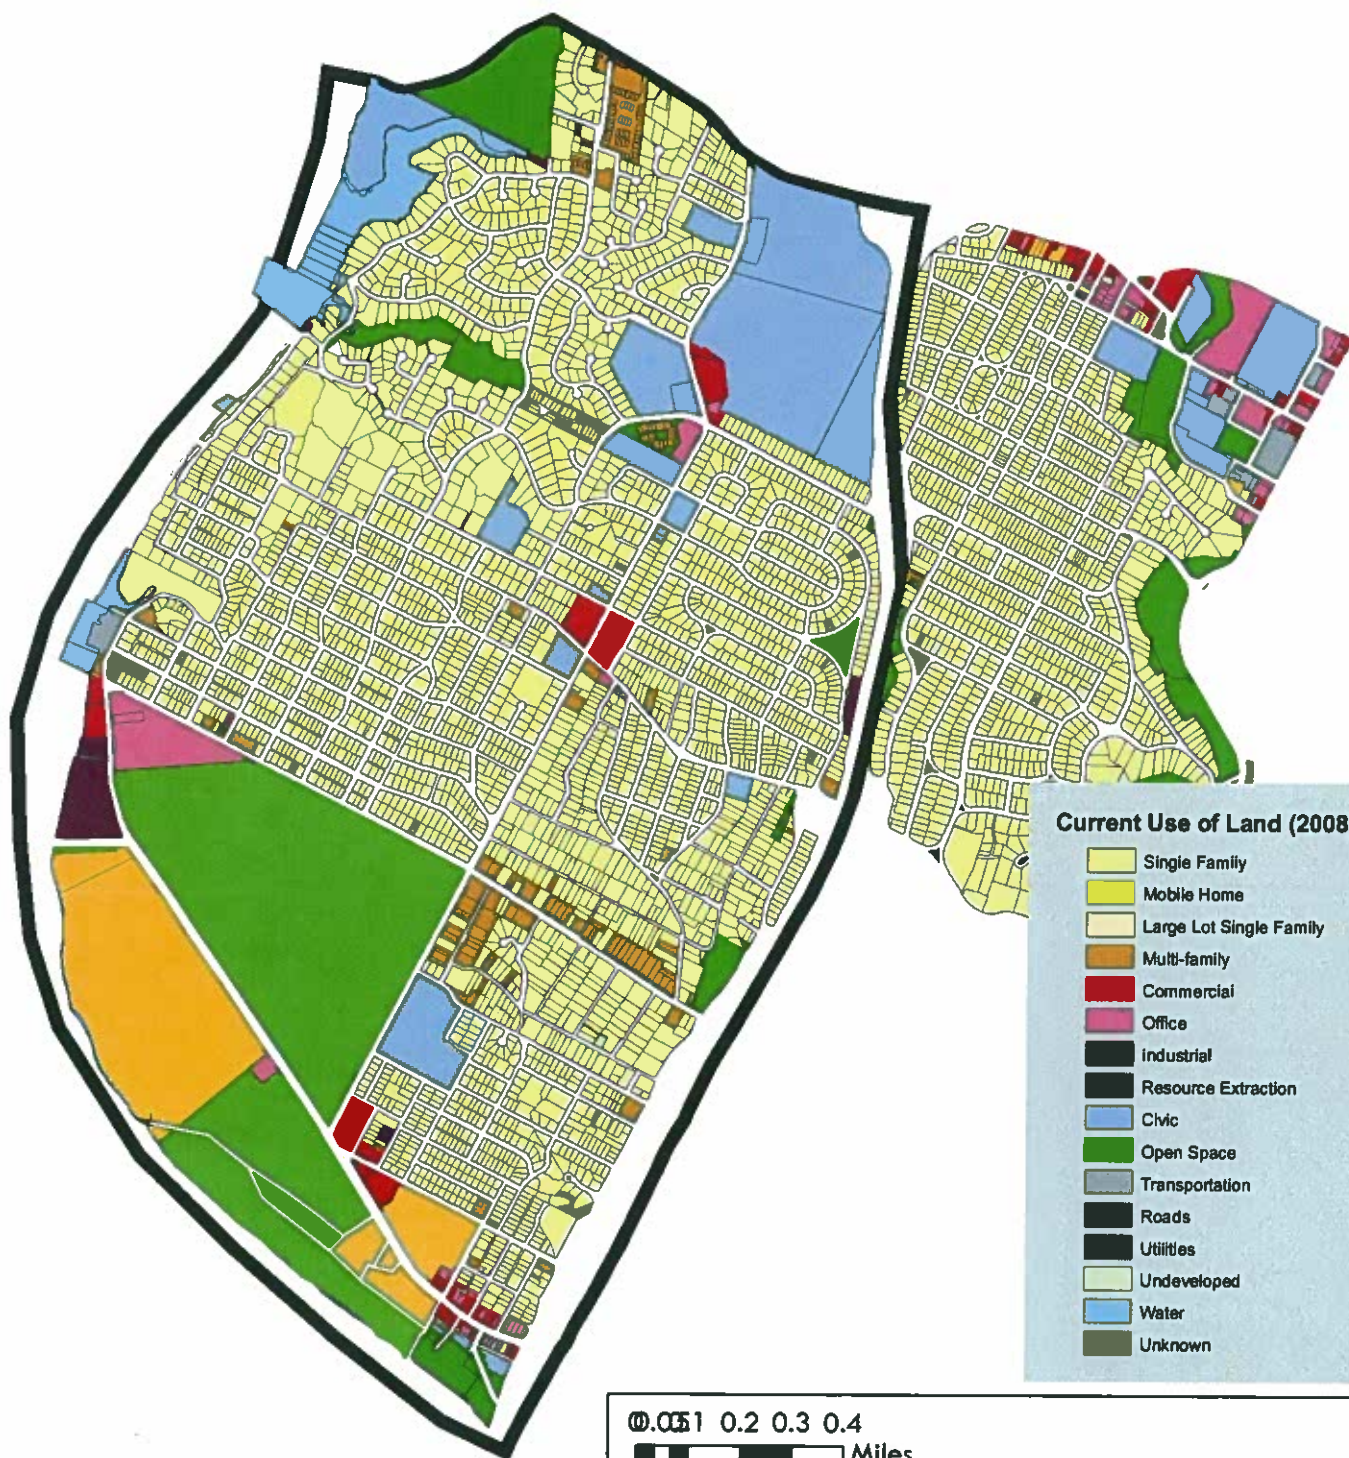 Current Use of Land (2008
Single Family
Mobile Home
Large Lot Single Family
Multi-family
Commercial
Office
Industrial
Resource Extraction
Civic
Open Space
Transportation
Roads
Utilities
Undeveloped
Water
Unknown
0.2 0.3 0.4
Miles